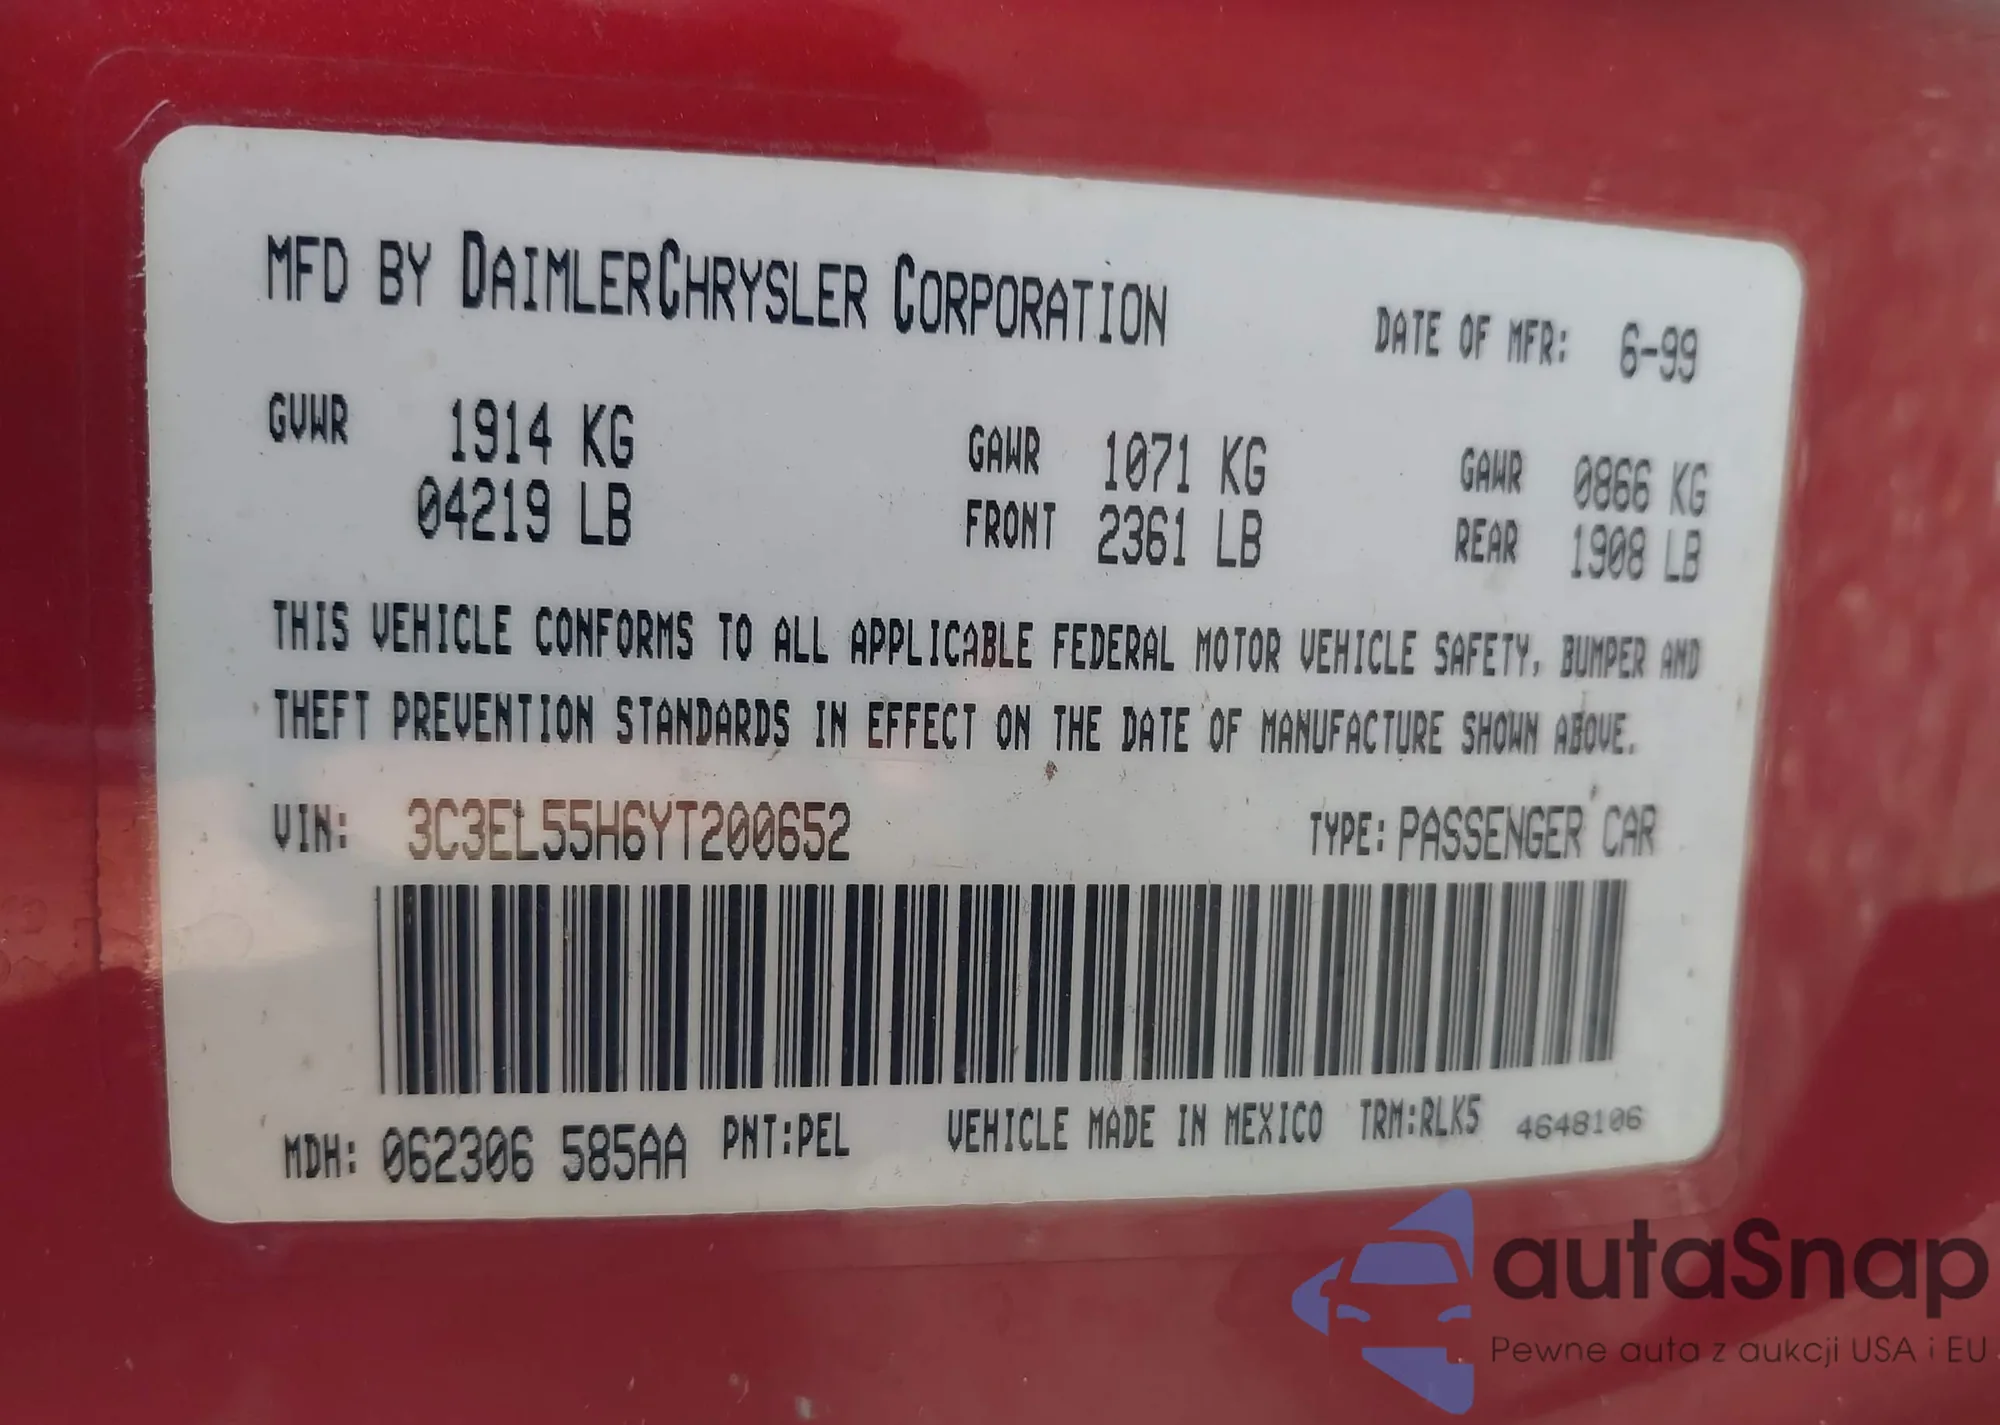 MFD BY DAIMLERCHRYSLER CORPORATION DATE OF MFR: 6-99
GVWR 1914 KG GAWR 1071 KG GAWR 0866 KG
04219 LB FRONT 2361 LB REAR 1908 LB
THIS VEHICLE CONFORMS TO ALL APPLICABLE FEDERAL MOTOR VEHICLE SAFETY, BUMPER AND
THEFT PREVENTION STANDARDS IN EFFECT ON THE DATE OF MANUFACTURE SHOWN ABOVE.
VIN: 3C3EL55H6YT200652 TYPE: PASSENGER CAR
MDH: 062306 585AA PNT:PEL VEHICLE MADE IN MEXICO TRM:RLK5 4648106
autaSnap
Pewne auta z aukcji USA i EU